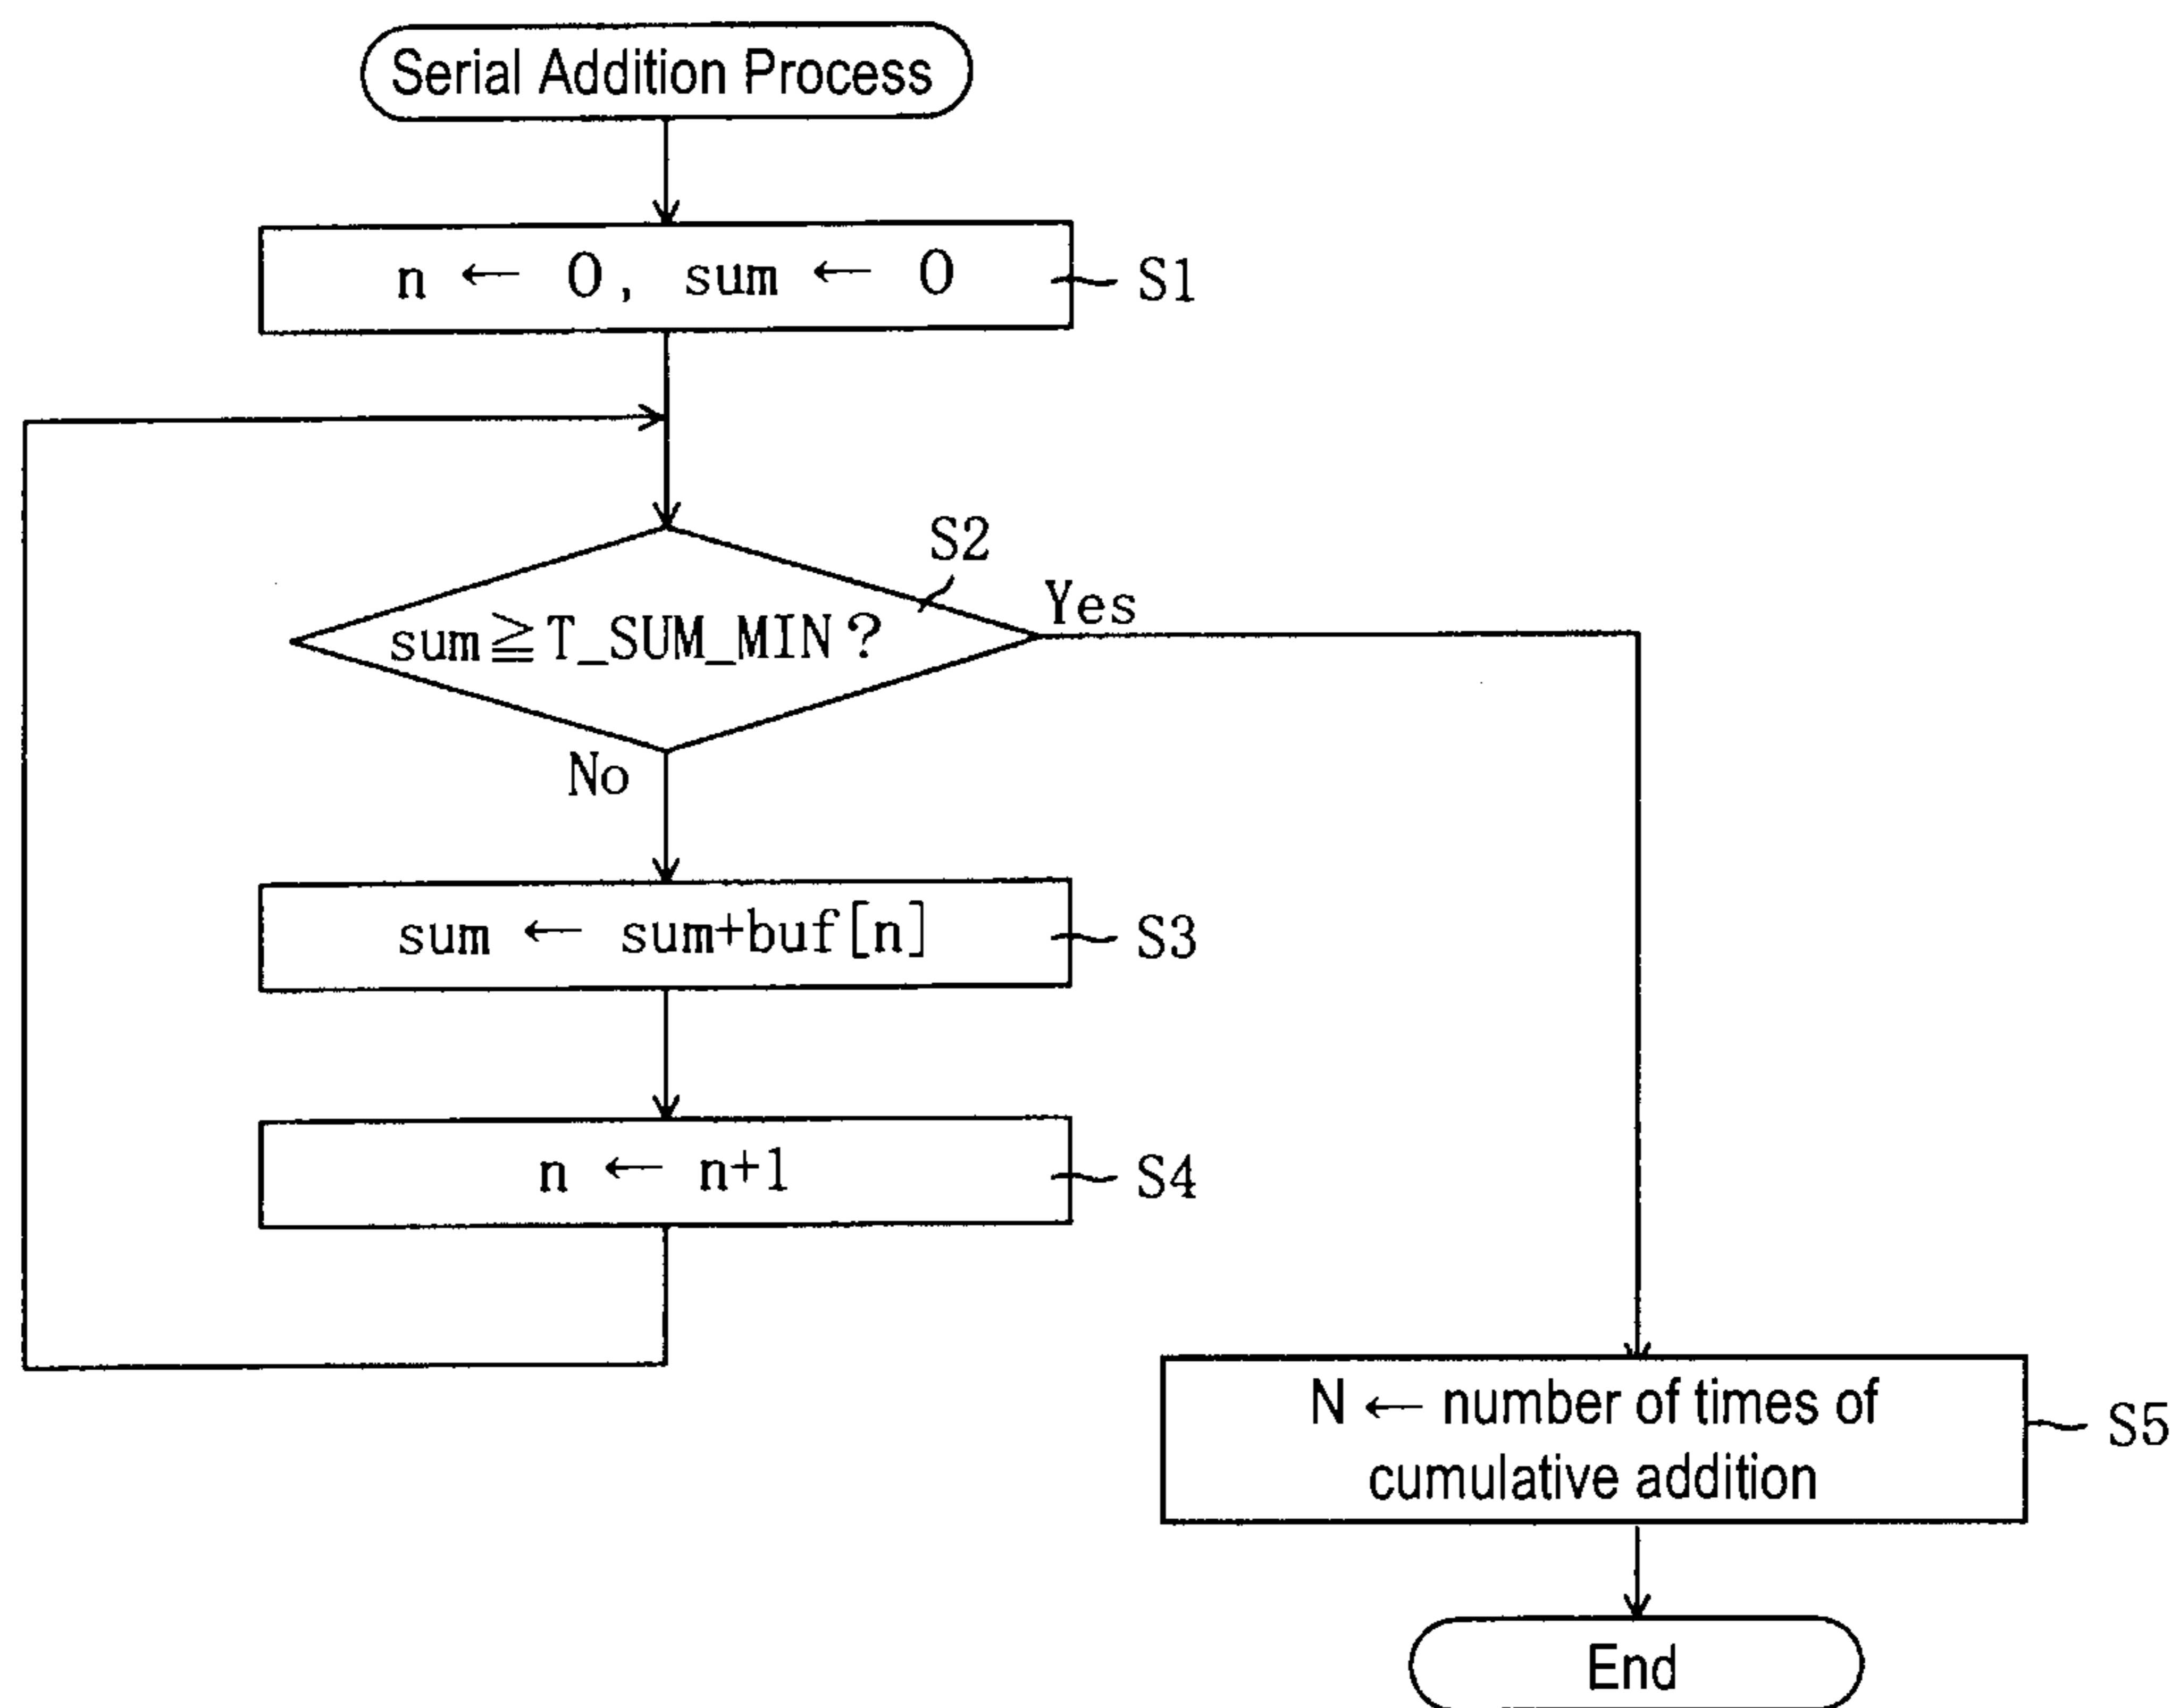 Serial Addition Process
n ← 0, sum ← 0
S1
S2
sum≧T_SUM_MIN?
Yes
No
sum ← sum+buf[n]
S3
n ← n+1
S4
N ← number of times of
cumulative addition
S5
End